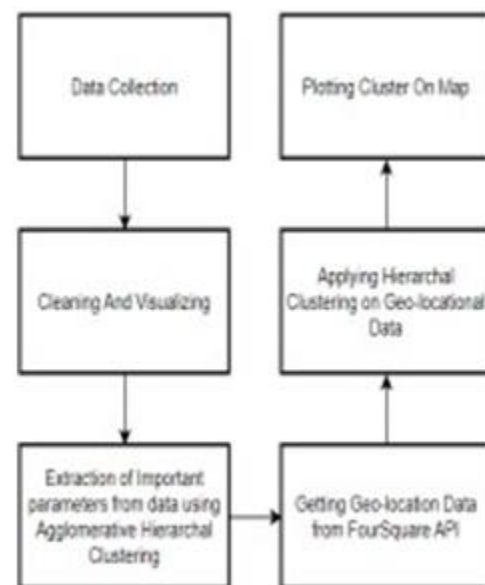 Data Collection
Cleaning And Visualizing
Extraction of Important
parameters from data using
Agglomerative Hierarchal
Clustering
Getting Geo-location Data
from FourSquare API
Applying Hierarchal
Clustering on Geo-locational
Data
Plotting Cluster On Map